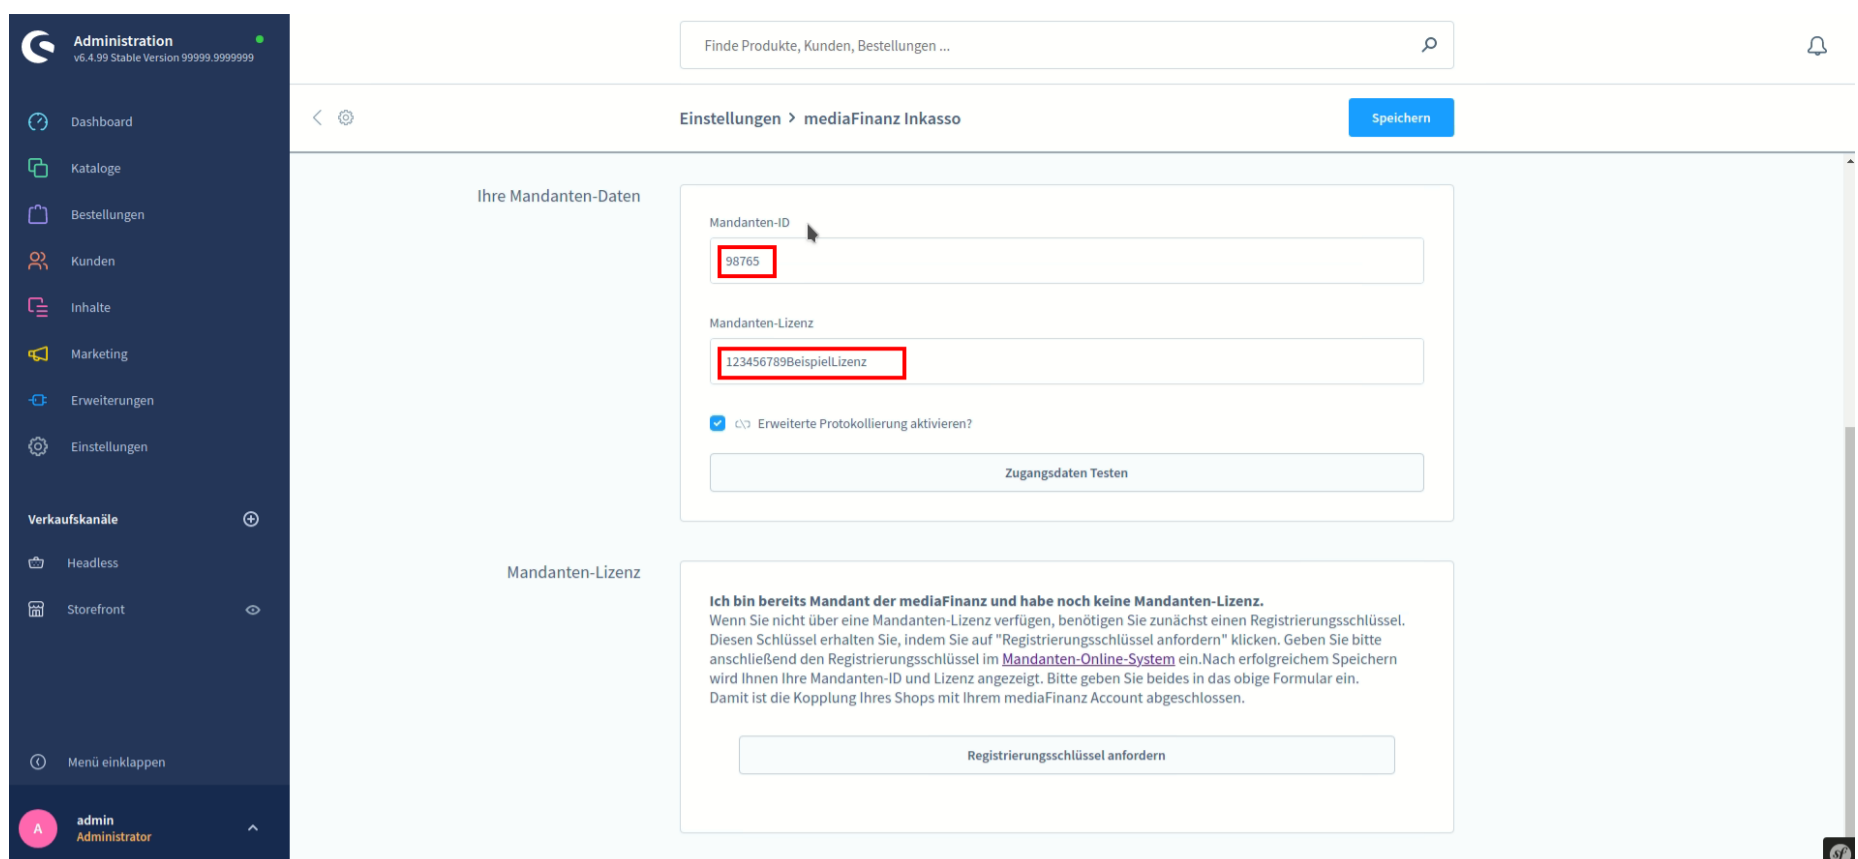 Administration
v6.4.99 Stable Version 99999.9999999
Dashboard
Kataloge
Bestellungen
Kunden
Inhalte
Marketing
Erweiterungen
Einstellungen
Verkaufskanäle
Headless
Storefront
Menü einklappen
A
admin
Administrator
Finde Produkte, Kunden, Bestellungen ...
Einstellungen > mediaFinanz Inkasso
Speichern
Ihre Mandanten-Daten
Mandanten-ID
98765
Mandanten-Lizenz
123456789BeispielLizenz
Erweiterte Protokollierung aktivieren?
Zugangsdaten Testen
Mandanten-Lizenz
Ich bin bereits Mandant der mediaFinanz und habe noch keine Mandanten-Lizenz.
Wenn Sie nicht über eine Mandanten-Lizenz verfügen, benötigen Sie zunächst einen Registrierungsschlüssel.
Diesen Schlüssel erhalten Sie, indem Sie auf "Registrierungsschlüssel anfordern" klicken. Geben Sie bitte
anschließend den Registrierungsschlüssel im Mandanten-Online-System ein.Nach erfolgreichem Speichern
wird Ihnen Ihre Mandanten-ID und Lizenz angezeigt. Bitte geben Sie beides in das obige Formular ein.
Damit ist die Kopplung Ihres Shops mit Ihrem mediaFinanz Account abgeschlossen.
Registrierungsschlüssel anfordern
sf